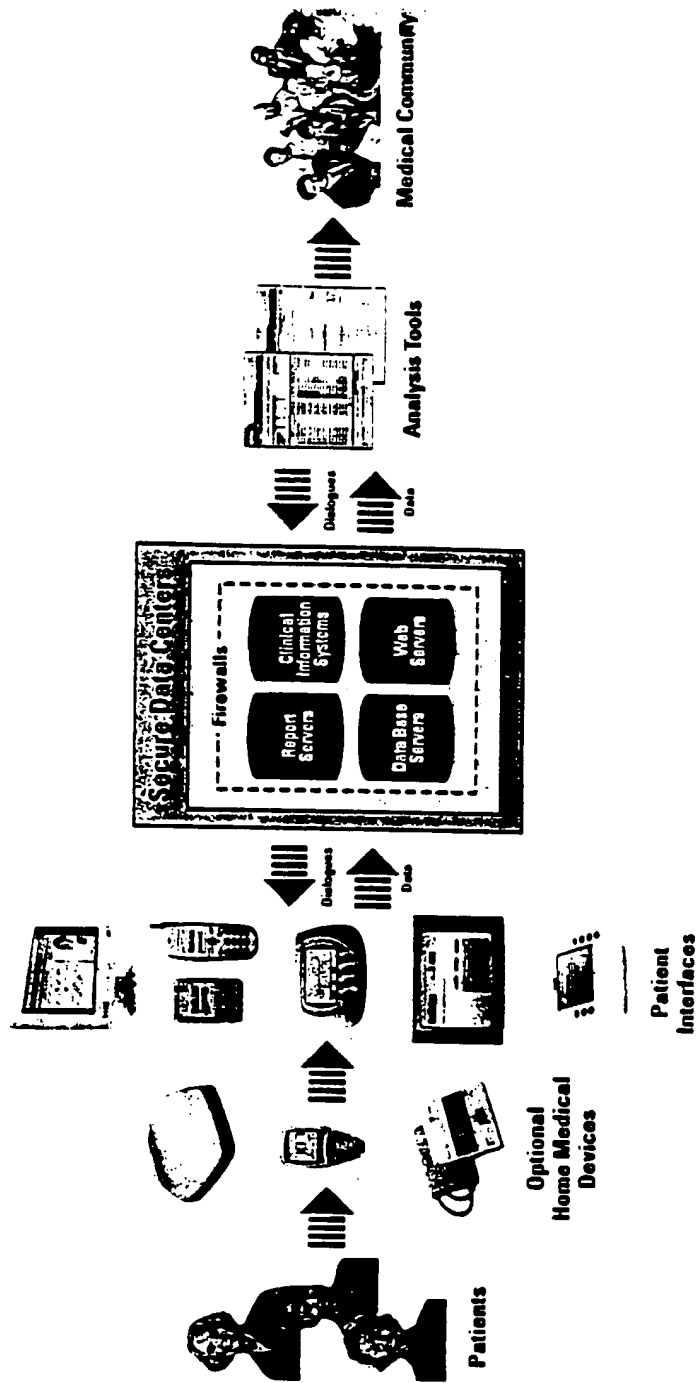 Patients
Optional
Home Medical
Devices
Patient
Interfaces
Dialogues
Data
Secure Data Centers
Firewalls
Report
Servers
Clinical
Information
Systems
Data Base
Servers
Web
Servers
Dialogues
Data
Analysis Tools
Medical Community